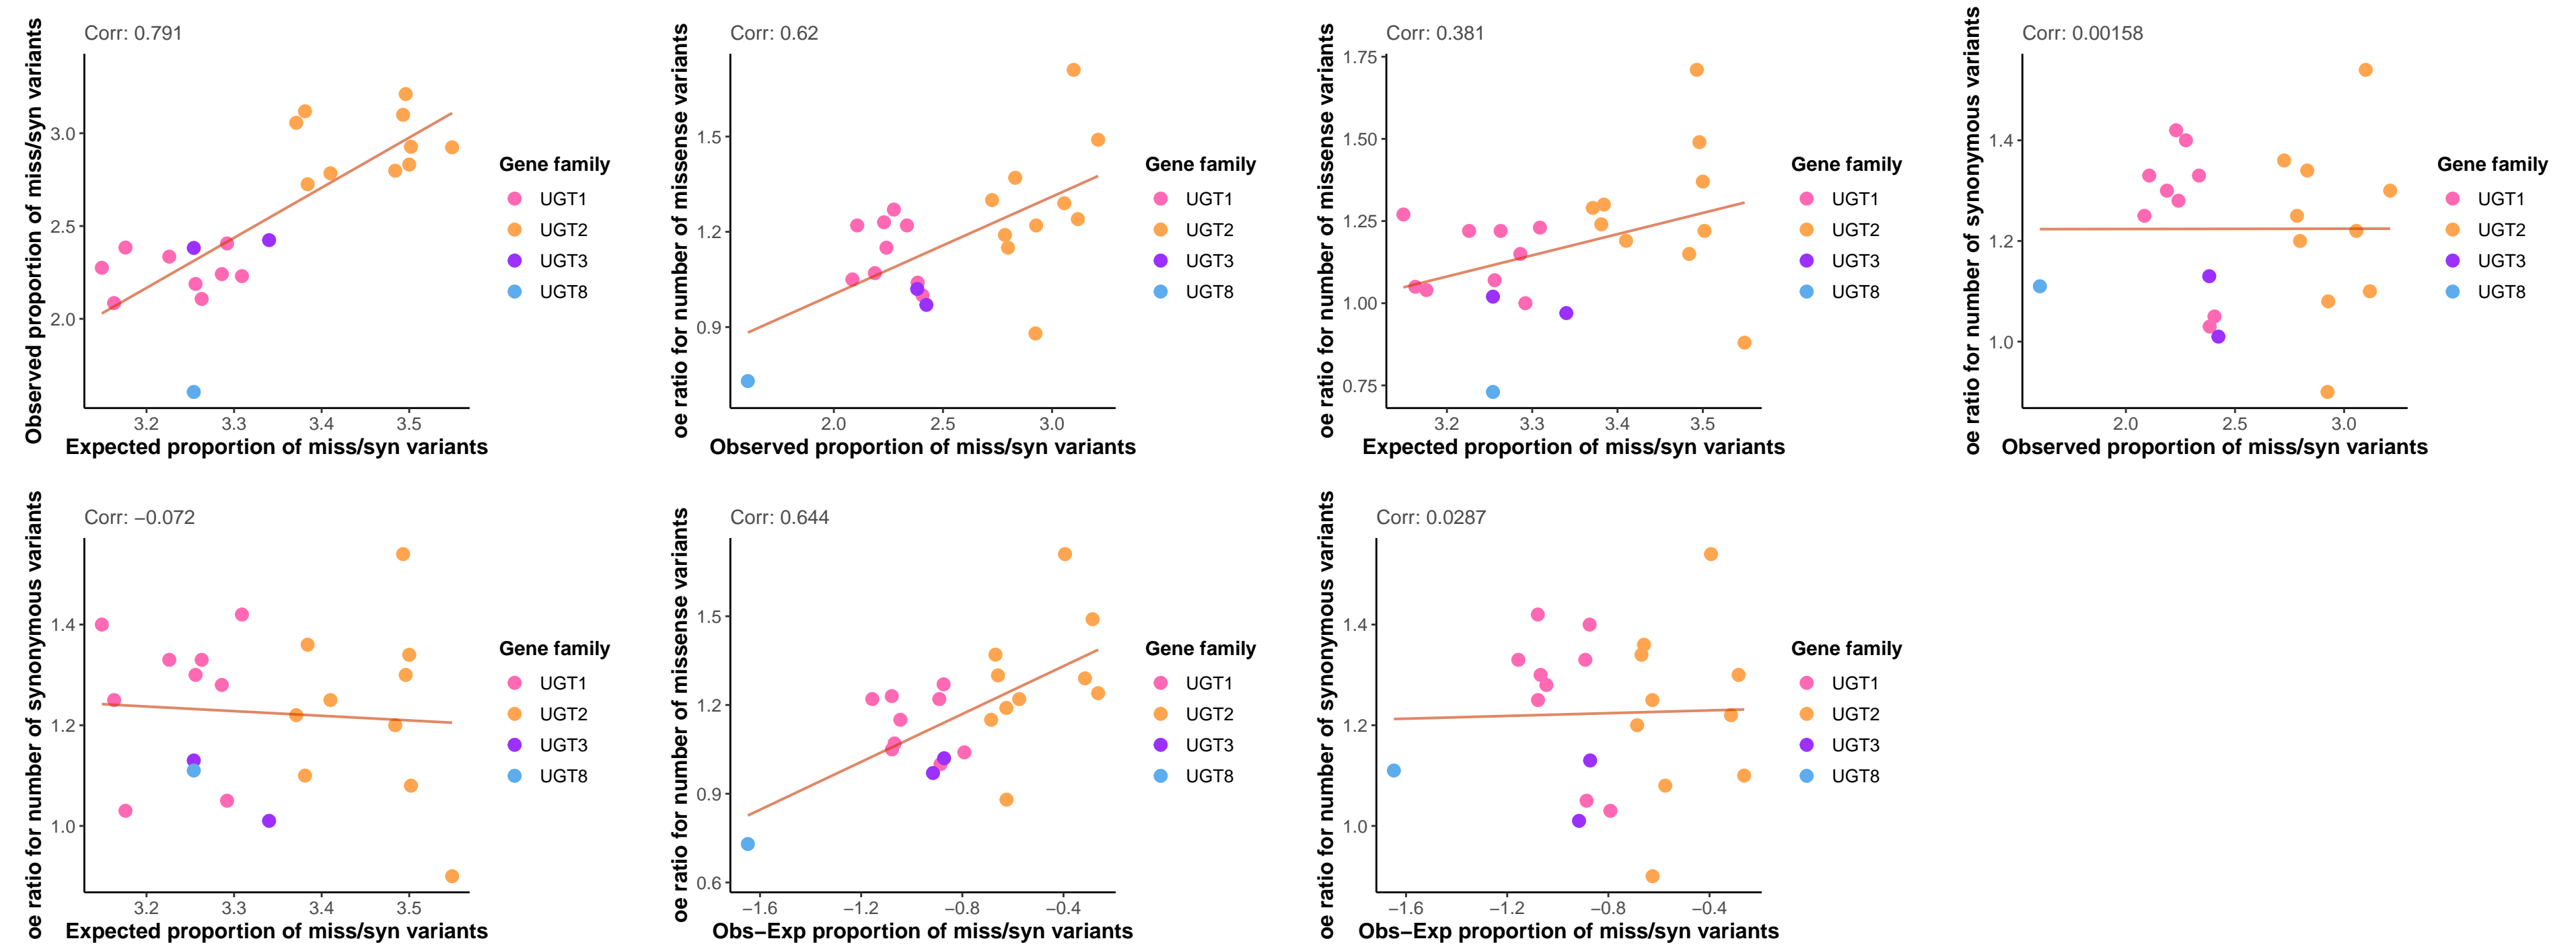 Corr: 0.791
Observed proportion of miss/syn variants
3.0
2.5
2.0
3.2 3.3 3.4 3.5
Expected proportion of miss/syn variants
Gene family
UGT1
UGT2
UGT3
UGT8
Corr: 0.62
oe ratio for number of missense variants
1.5
1.2
0.9
2.0 2.5 3.0
Observed proportion of miss/syn variants
Gene family
UGT1
UGT2
UGT3
UGT8
Corr: 0.381
oe ratio for number of missense variants
1.75
1.50
1.25
1.00
0.75
3.2 3.3 3.4 3.5
Expected proportion of miss/syn variants
Gene family
UGT1
UGT2
UGT3
UGT8
Corr: 0.00158
oe ratio for number of synonymous variants
1.4
1.2
1.0
2.0 2.5 3.0
Observed proportion of miss/syn variants
Gene family
UGT1
UGT2
UGT3
UGT8
Corr: −0.072
oe ratio for number of synonymous variants
1.4
1.2
1.0
3.2 3.3 3.4 3.5
Expected proportion of miss/syn variants
Gene family
UGT1
UGT2
UGT3
UGT8
Corr: 0.644
oe ratio for number of missense variants
1.5
1.2
0.9
0.6
−1.6 −1.2 −0.8 −0.4
Obs−Exp proportion of miss/syn variants
Gene family
UGT1
UGT2
UGT3
UGT8
Corr: 0.0287
oe ratio for number of synonymous variants
1.4
1.2
1.0
−1.6 −1.2 −0.8 −0.4
Obs−Exp proportion of miss/syn variants
Gene family
UGT1
UGT2
UGT3
UGT8